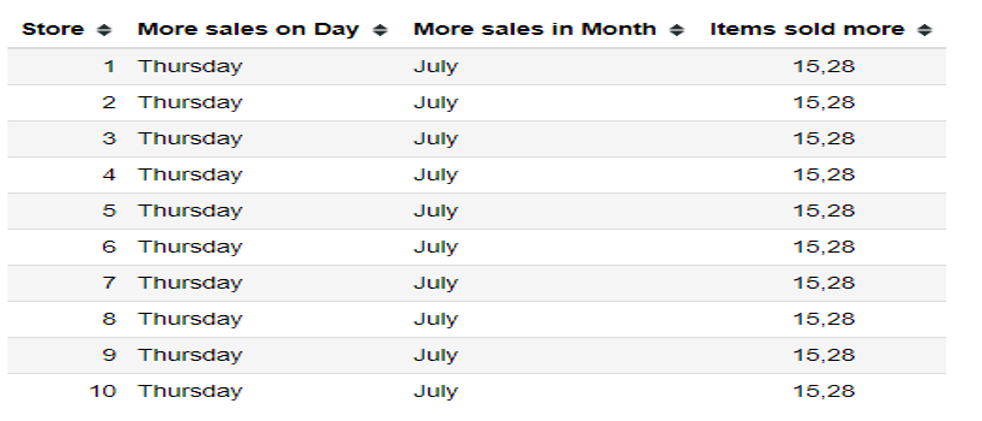 Store More sales on Day More sales in Month Items sold more
1 Thursday July 15,28
2 Thursday July 15,28
3 Thursday July 15,28
4 Thursday July 15,28
5 Thursday July 15,28
6 Thursday July 15,28
7 Thursday July 15,28
8 Thursday July 15,28
9 Thursday July 15,28
10 Thursday July 15,28